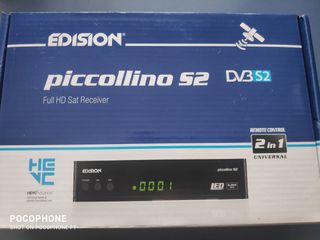 EDISION
piccollino S2
DVB S2
Full HD Sat Receiver
REMOTE CONTROL
2 in 1
UNIVERSAL
HEVC
EDISION
piccollino S2
0001
LED
POCOPHONE
SHOT ON POCOPHONE F1